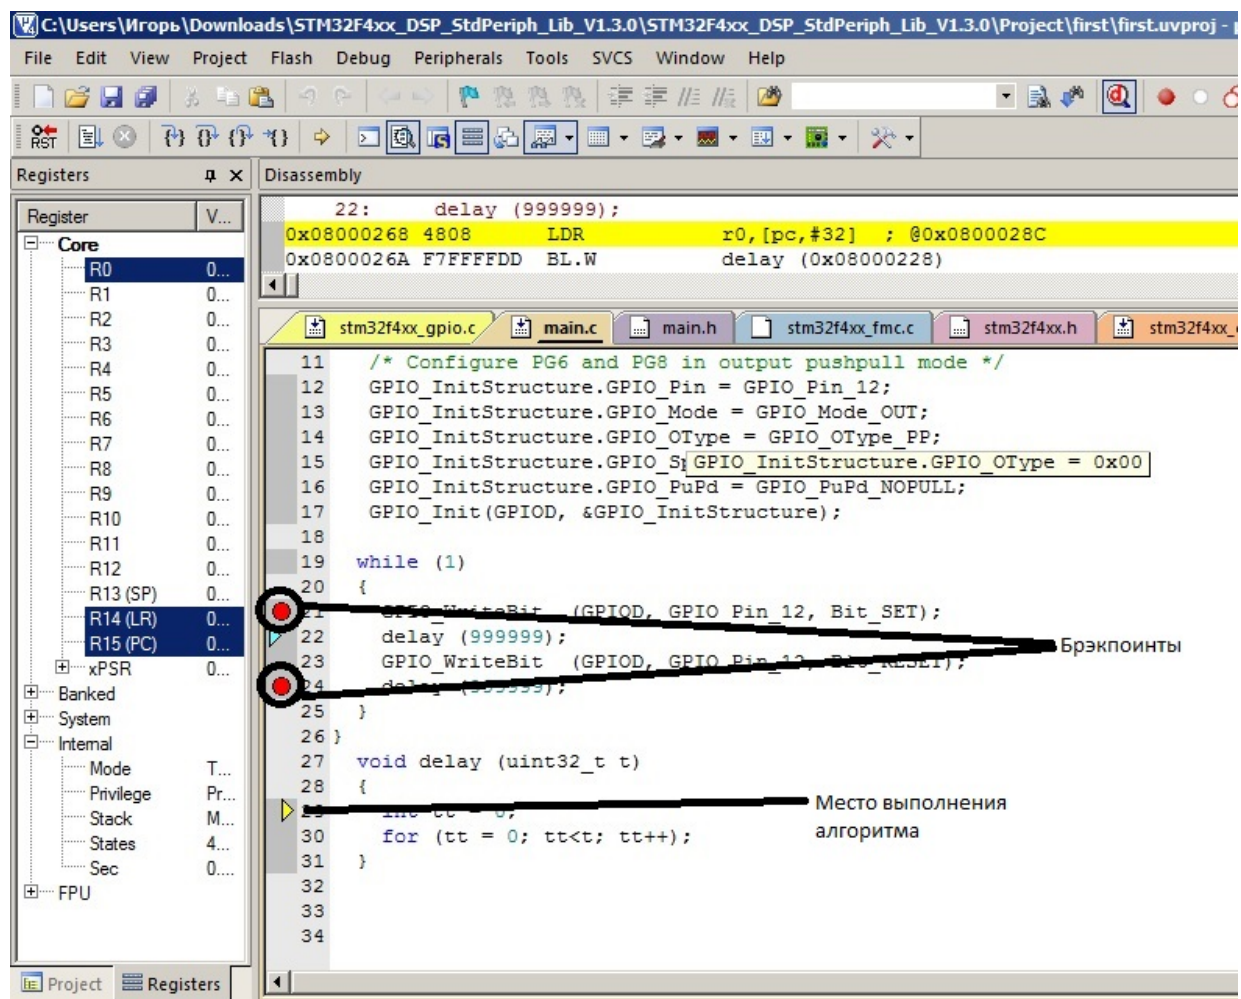 C:\Users\Игорь\Downloads\STM32F4xx_DSP_StdPeriph_Lib_V1.3.0\STM32F4xx_DSP_StdPeriph_Lib_V1.3.0\Project\first\first.uvproj -
File Edit View Project Flash Debug Peripherals Tools SVCS Window Help
RST
Registers
Register V...
Core
R0 0...
R1 0...
R2 0...
R3 0...
R4 0...
R5 0...
R6 0...
R7 0...
R8 0...
R9 0...
R10 0...
R11 0...
R12 0...
R13 (SP) 0...
R14 (LR) 0...
R15 (PC) 0...
xPSR 0...
Banked
System
Internal
Mode T...
Privilege Pr...
Stack M...
States 4...
Sec 0....
FPU
Project Registers
Disassembly
22: delay (999999);
0x08000268 4808 LDR r0,[pc,#32] ; @0x0800028C
0x0800026A F7FFFFDD BL.W delay (0x08000228)
stm32f4xx_gpio.c main.c main.h stm32f4xx_fmc.c stm32f4xx.h stm32f4xx_
11 /* Configure PG6 and PG8 in output pushpull mode */
12 GPIO_InitStructure.GPIO_Pin = GPIO_Pin_12;
13 GPIO_InitStructure.GPIO_Mode = GPIO_Mode_OUT;
14 GPIO_InitStructure.GPIO_OType = GPIO_OType_PP;
15 GPIO_InitStructure.GPIO_Sp GPIO_InitStructure.GPIO_OType = 0x00
16 GPIO_InitStructure.GPIO_PuPd = GPIO_PuPd_NOPULL;
17 GPIO_Init(GPIOD, &GPIO_InitStructure);
18
19 while (1)
20 {
21 GPIO_WriteBit (GPIOD, GPIO_Pin_12, Bit_SET);
22 delay (999999);
23 GPIO_WriteBit (GPIOD, GPIO_Pin_12, Bit_RESET);
24 delay (999999);
25 }
26 }
27 void delay (uint32_t t)
28 {
29 int tt = 0;
30 for (tt = 0; tt<t; tt++);
31 }
32
33
34
Брэкпоинты
Место выполнения
алгоритма